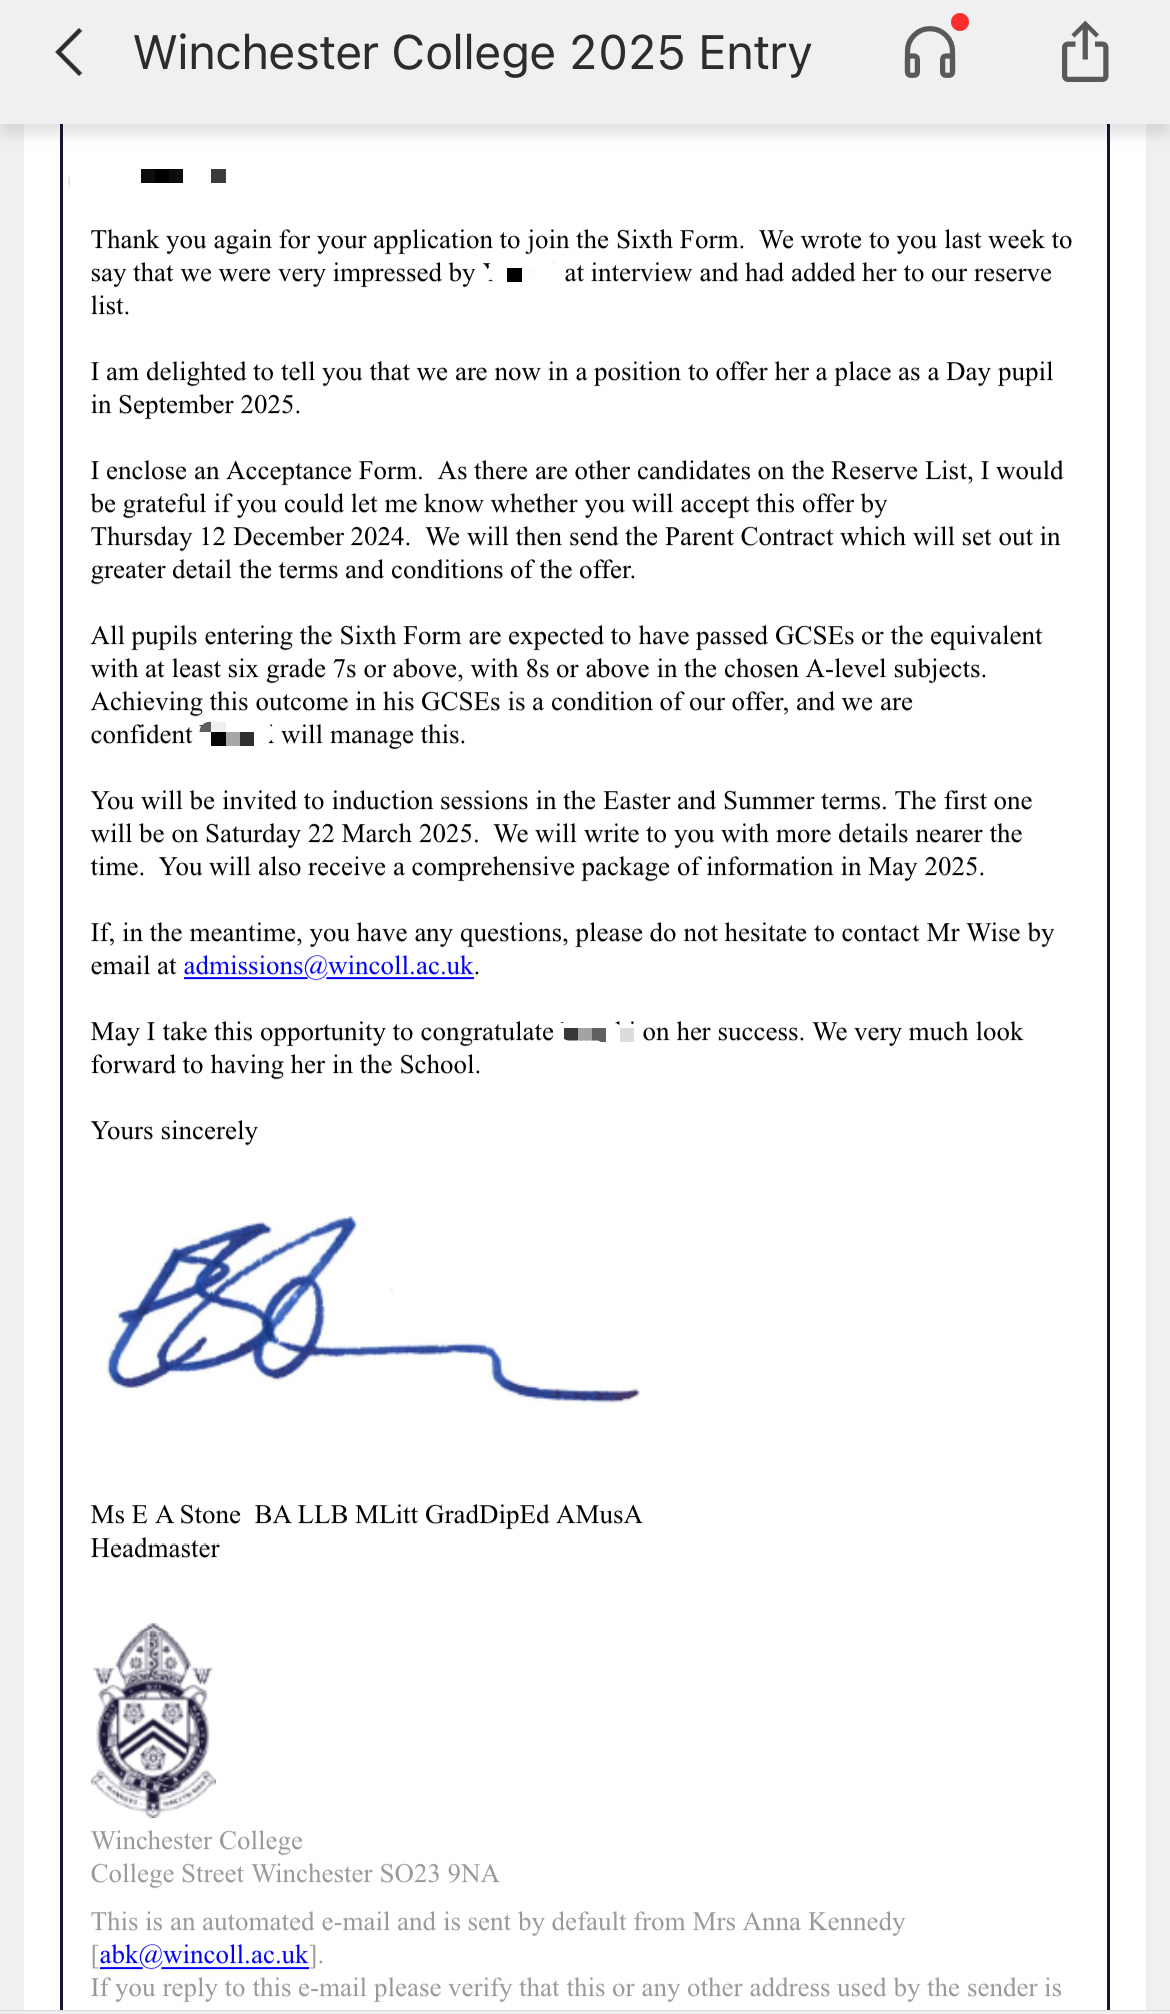 Winchester College 2025 Entry
Thank you again for your application to join the Sixth Form.  We wrote to you last week to
say that we were very impressed by at interview and had added her to our reserve
list.
I am delighted to tell you that we are now in a position to offer her a place as a Day pupil
in September 2025.
I enclose an Acceptance Form.  As there are other candidates on the Reserve List, I would
be grateful if you could let me know whether you will accept this offer by
Thursday 12 December 2024.  We will then send the Parent Contract which will set out in
greater detail the terms and conditions of the offer.
All pupils entering the Sixth Form are expected to have passed GCSEs or the equivalent
with at least six grade 7s or above, with 8s or above in the chosen A-level subjects.
Achieving this outcome in his GCSEs is a condition of our offer, and we are
confident will manage this.
You will be invited to induction sessions in the Easter and Summer terms. The first one
will be on Saturday 22 March 2025.  We will write to you with more details nearer the
time.  You will also receive a comprehensive package of information in May 2025.
If, in the meantime, you have any questions, please do not hesitate to contact Mr Wise by
email at admissions@wincoll.ac.uk.
May I take this opportunity to congratulate on her success. We very much look
forward to having her in the School.
Yours sincerely
Ms E A Stone  BA LLB MLitt GradDipEd AMusA
Headmaster
Winchester College
College Street Winchester SO23 9NA
This is an automated e-mail and is sent by default from Mrs Anna Kennedy
[abk@wincoll.ac.uk].
If you reply to this e-mail please verify that this or any other address used by the sender is